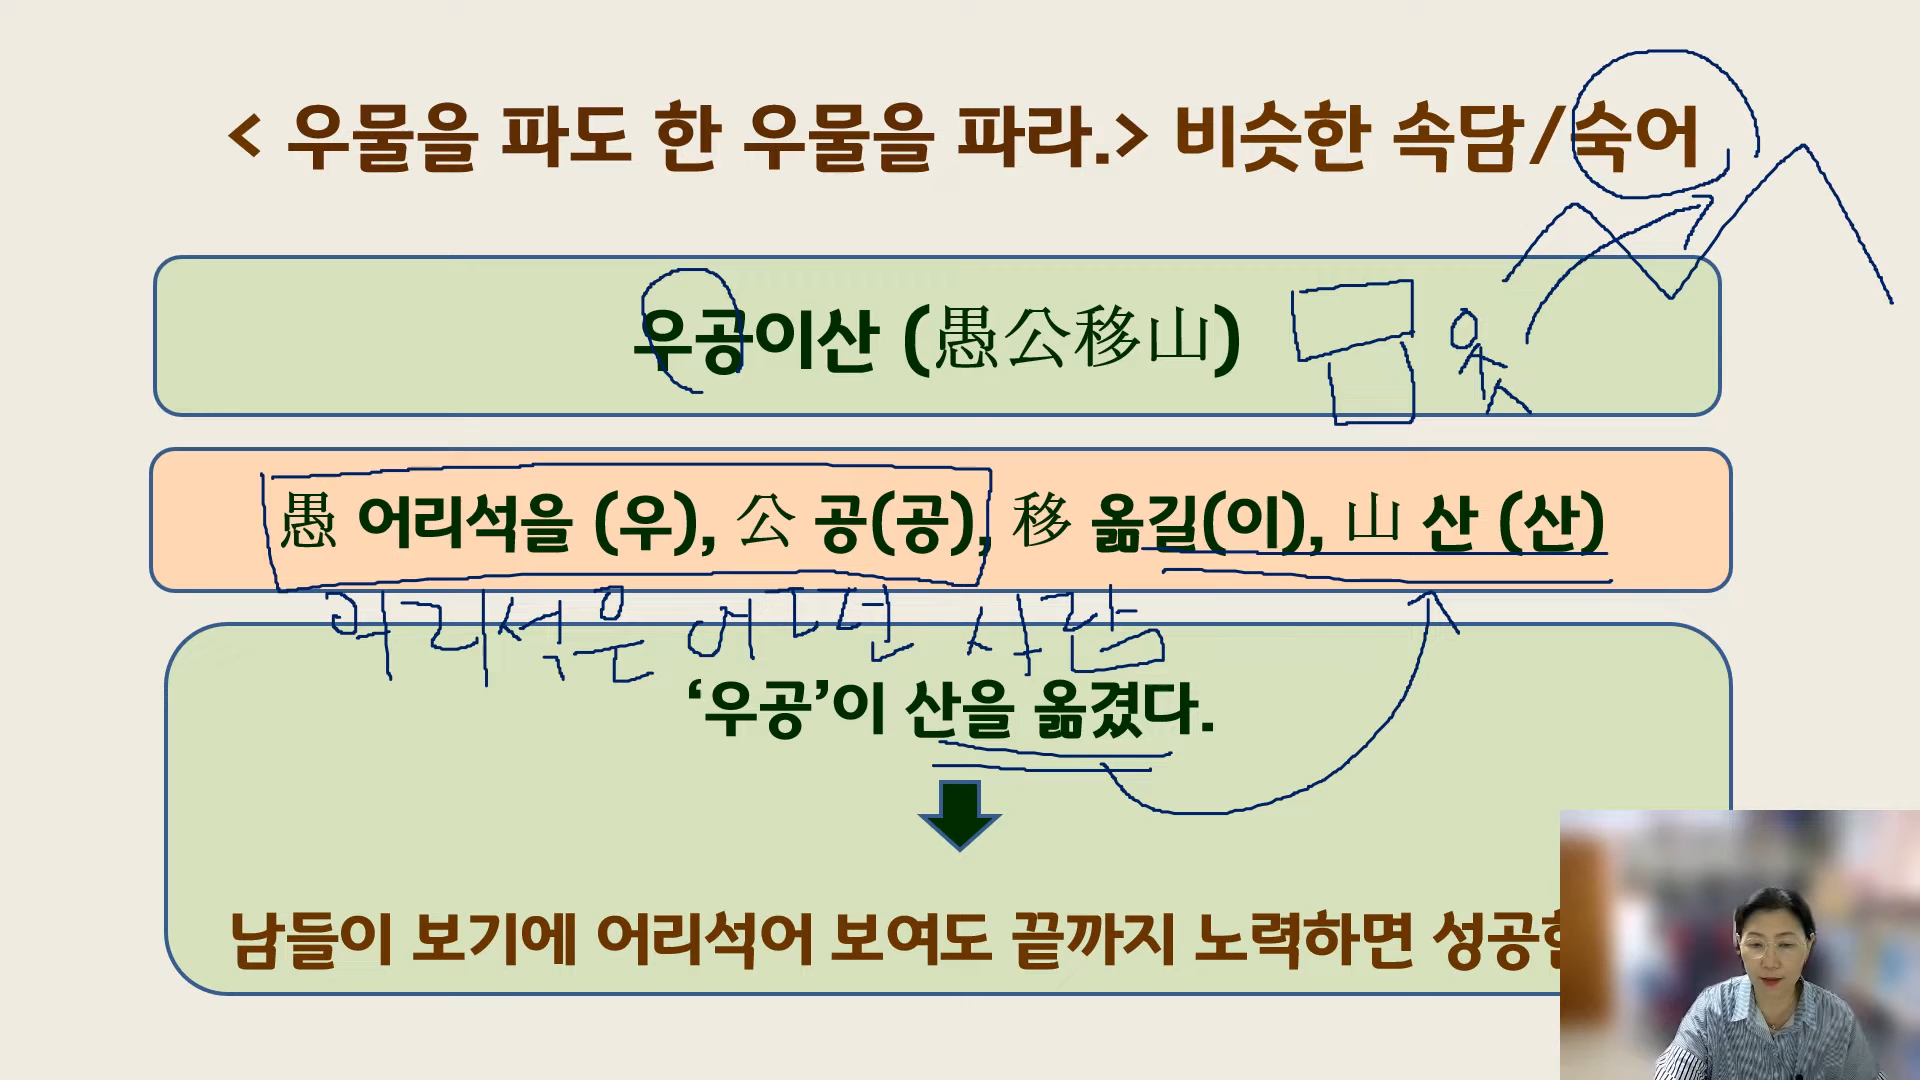 < 우물을 파도 한 우물을 파라.> 비슷한 속담/숙어
우공이산 (愚公移山)
愚 어리석을 (우), 公 공(공), 移 옮길(이), 山 산 (산)
어리석은 어떤 사람
‘우공’이 산을 옮겼다.
남들이 보기에 어리석어 보여도 끝까지 노력하면 성공